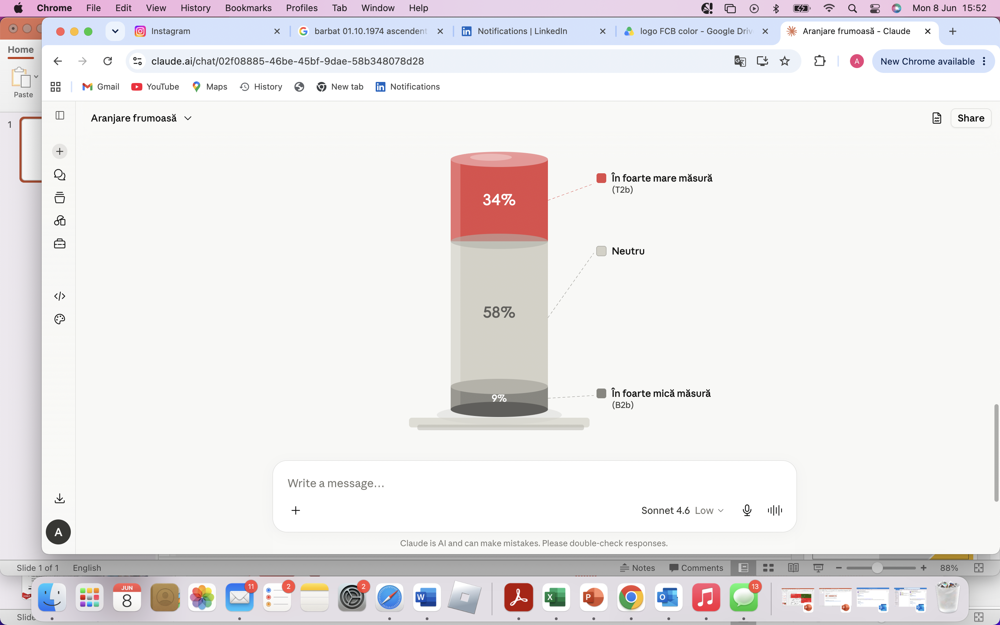 Chrome File Edit View History Bookmarks Profiles Tab Window Help Mon 8 Jun 15:52
Instagram
barbat 01.10.1974 ascendent
Notifications | LinkedIn
logo FCB color - Google Driv
Aranjare frumoasă - Claude
Home
claude.ai/chat/02f08885-46be-45bf-9dae-58b348078d28
A
New Chrome available
Gmail YouTube Maps History New tab Notifications
Paste
Aranjare frumoasă
Share
1
În foarte mare măsură
(T2b)
34%
Neutru
58%
În foarte mică măsură
(B2b)
9%
Write a message...
Sonnet 4.6 Low
A
Claude is AI and can make mistakes. Please double-check responses.
Slide 1 of 1 English Notes Comments 88%
11
2
2
13
JUN
8
W
X
P
O
Slide